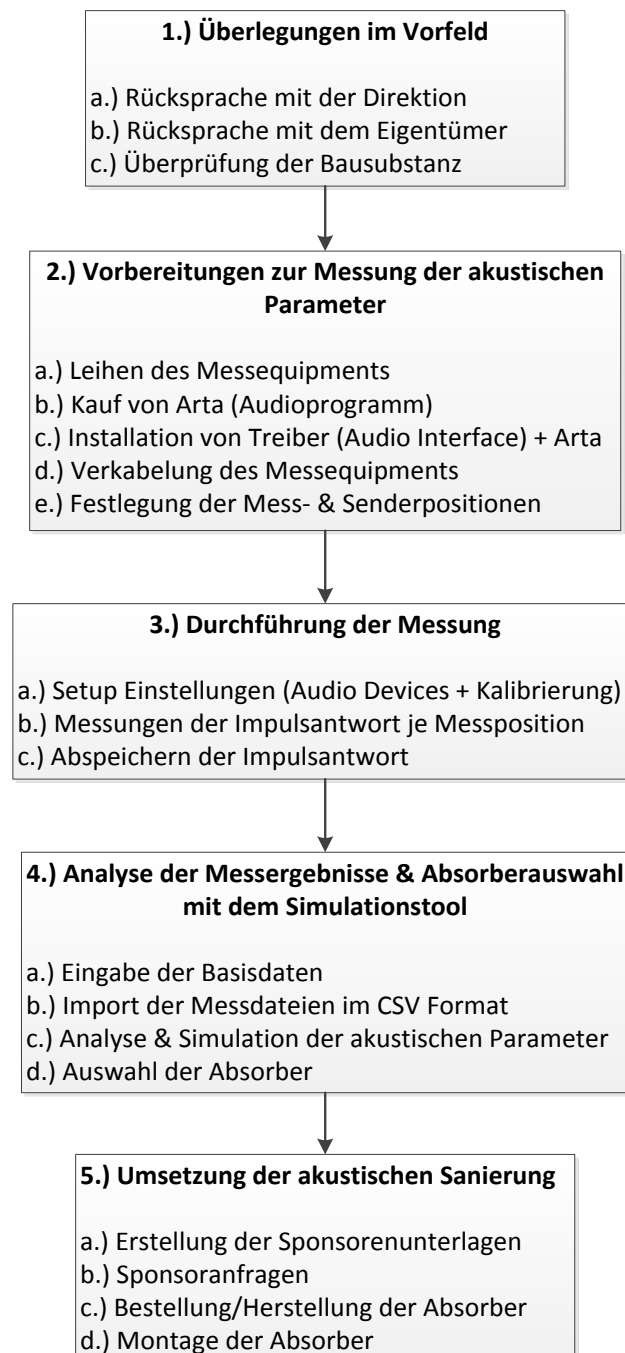 1.) Überlegungen im Vorfeld
a.) Rücksprache mit der Direktion
b.) Rücksprache mit dem Eigentümer
c.) Überprüfung der Bausubstanz
2.) Vorbereitungen zur Messung der akustischen
Parameter
a.) Leihen des Messequipments
b.) Kauf von Arta (Audioprogramm)
c.) Installation von Treiber (Audio Interface) + Arta
d.) Verkabelung des Messequipments
e.) Festlegung der Mess- & Senderpositionen
3.) Durchführung der Messung
a.) Setup Einstellungen (Audio Devices + Kalibrierung)
b.) Messungen der Impulsantwort je Messposition
c.) Abspeichern der Impulsantwort
4.) Analyse der Messergebnisse & Absorberauswahl
mit dem Simulationstool
a.) Eingabe der Basisdaten
b.) Import der Messdateien im CSV Format
c.) Analyse & Simulation der akustischen Parameter
d.) Auswahl der Absorber
5.) Umsetzung der akustischen Sanierung
a.) Erstellung der Sponsorenunterlagen
b.) Sponsoranfragen
c.) Bestellung/Herstellung der Absorber
d.) Montage der Absorber